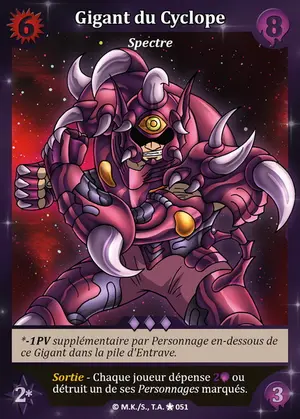 6
Gigant du Cyclope
8
Spectre
*-1PV supplémentaire par Personnage en-dessous de
ce Gigant dans la pile d'Entrave.
2*
Sortie - Chaque joueur dépense 2 ou
détruit un de ses Personnages marqués.
3
© M.K./S., T.A. 051